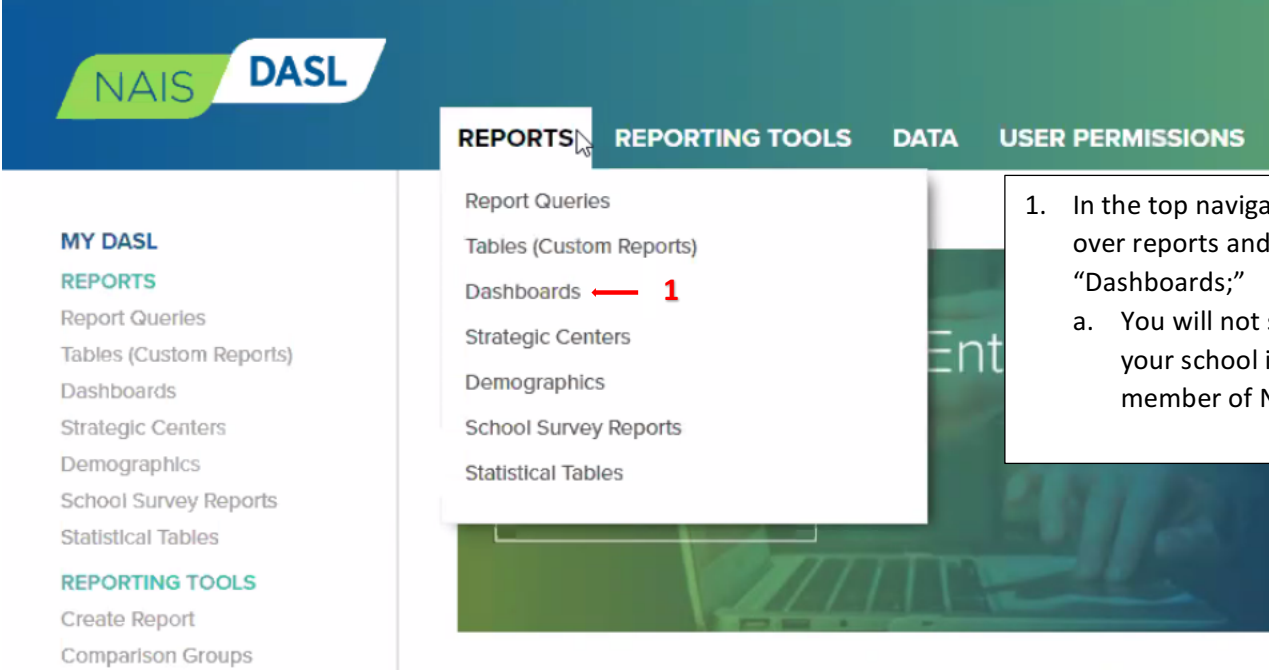 NAIS DASL
REPORTS REPORTING TOOLS DATA USER PERMISSIONS
MY DASL
REPORTS
Report Queries
Tables (Custom Reports)
Dashboards
Strategic Centers
Demographics
School Survey Reports
Statistical Tables
REPORTING TOOLS
Create Report
Comparison Groups
Report Queries
Tables (Custom Reports)
Dashboards 1
Strategic Centers
Demographics
School Survey Reports
Statistical Tables
Ent
1. In the top naviga
over reports and
“Dashboards;”
a. You will not
your school
member of